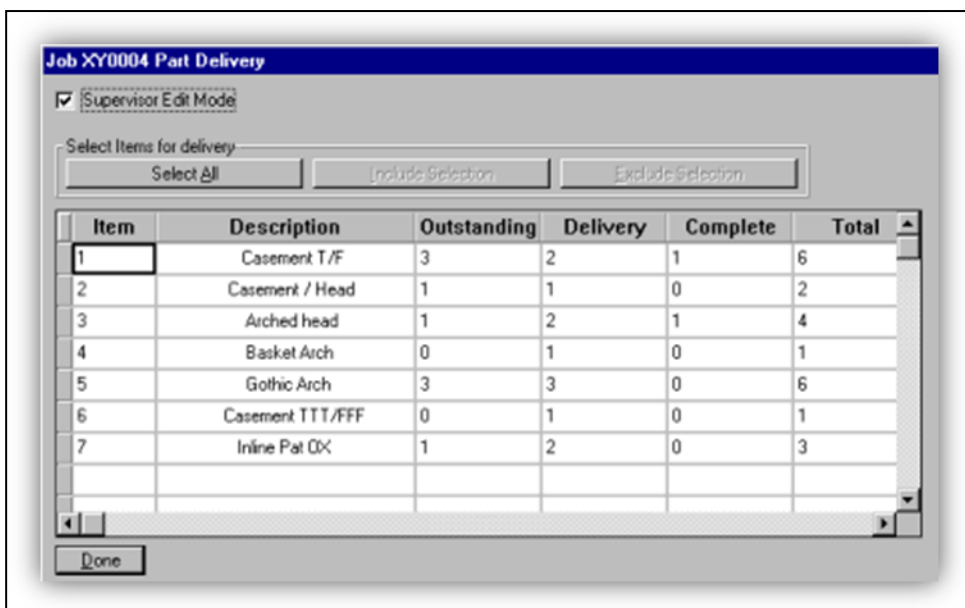 Job XY0004 Part Delivery
Supervisor Edit Mode
Select Items for delivery
Select All Include Selection Exclude Selection
Item Description Outstanding Delivery Complete Total
1 Casement T/F 3 2 1 6
2 Casement / Head 1 1 0 2
3 Arched head 1 2 1 4
4 Basket Arch 0 1 0 1
5 Gothic Arch 3 3 0 6
6 Casement TTT/FFF 0 1 0 1
7 Inline Pat OX 1 2 0 3
Done